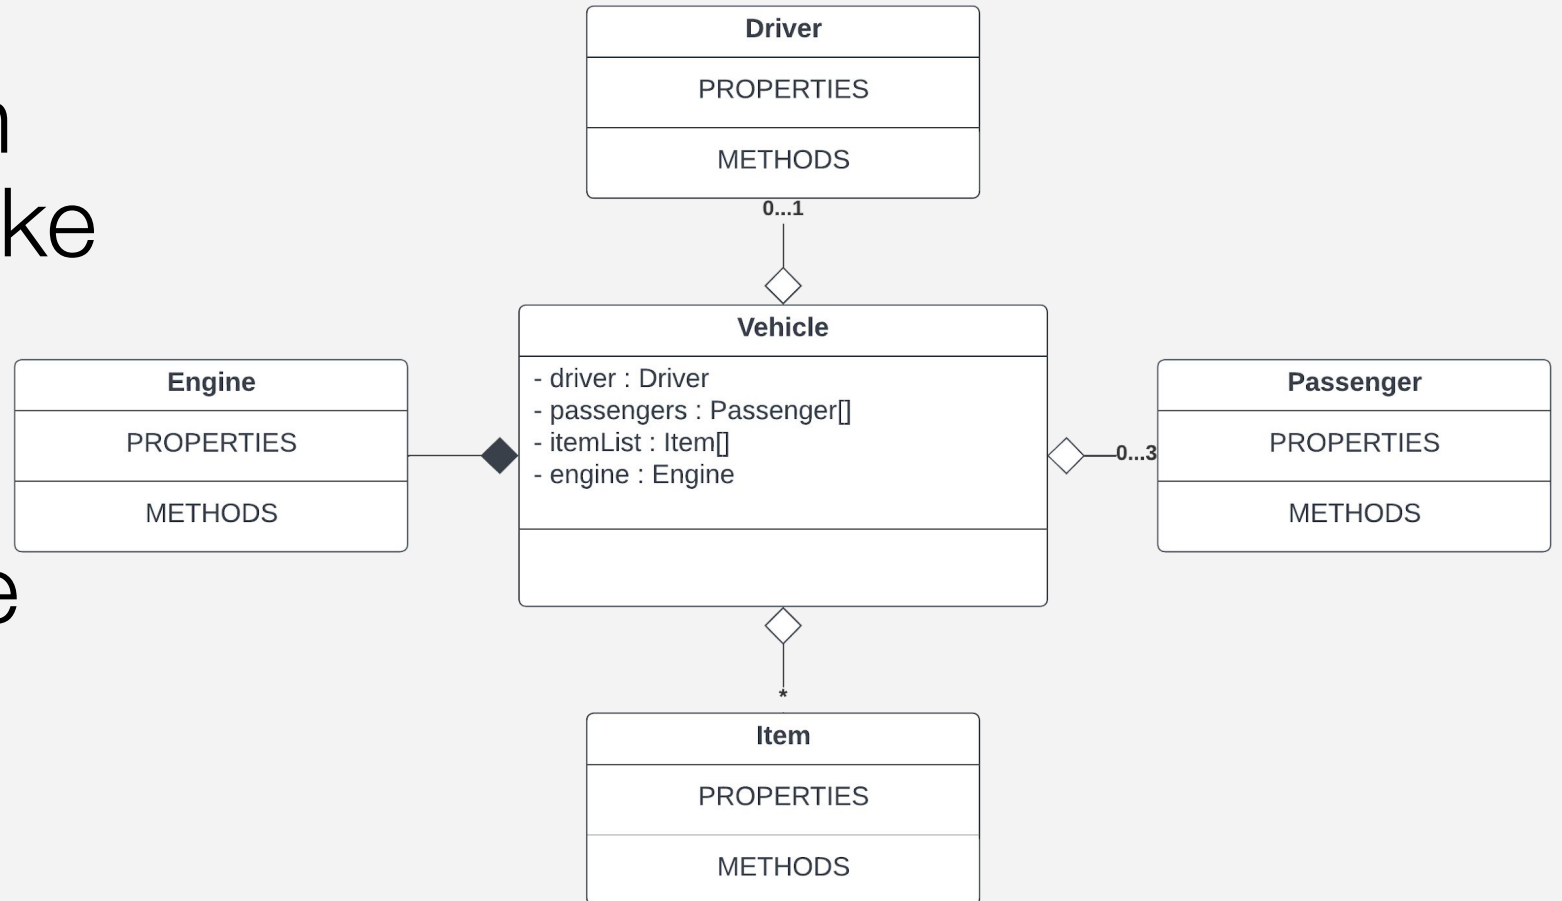 n
ke
e
Driver
PROPERTIES
METHODS
0...1
Vehicle
- driver : Driver
- passengers : Passenger[]
- itemList : Item[]
- engine : Engine
Engine
PROPERTIES
METHODS
0...3
Passenger
PROPERTIES
METHODS
*
Item
PROPERTIES
METHODS